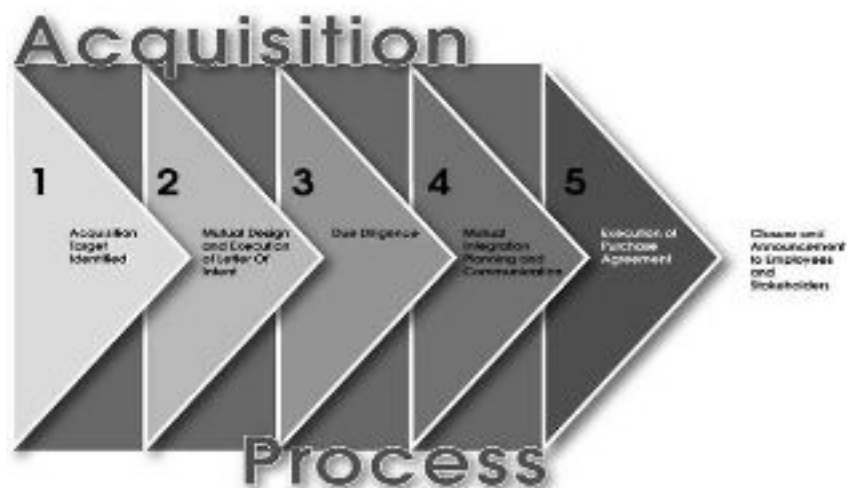 Acquisition
1
Acquisition
Target
Identified
2
Mutual Design
and Execution
of Letter Of
Intent
3
Due Diligence
4
Mutual
Integration
Planning and
Communication
5
Execution of
Purchase
Agreement
Closure and
Announcement
to Employees
and
Stakeholders
Process